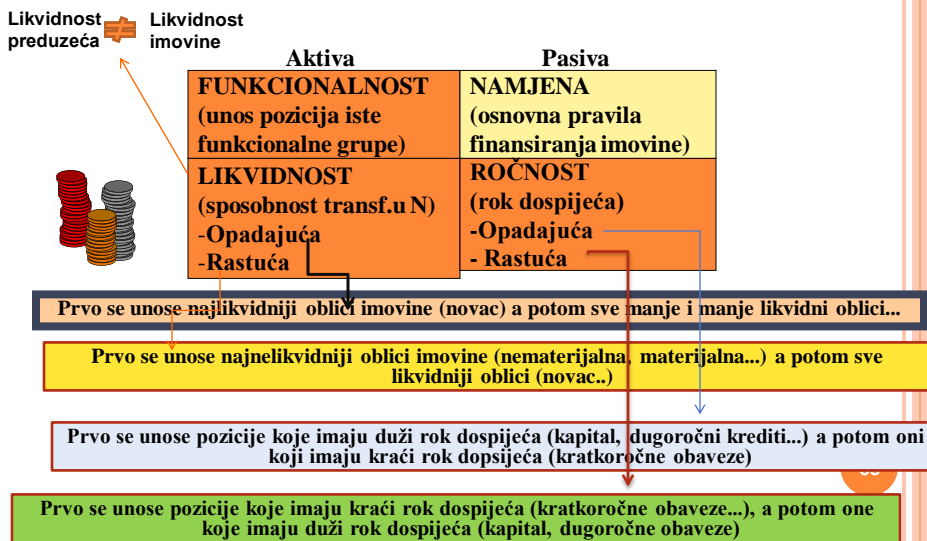 Likvidnost
preduzeća
Likvidnost
imovine
Aktiva
Pasiva
FUNKCIONALNOST
(unos pozicija iste
funkcionalne grupe)
NAMJENA
(osnovna pravila
finansiranja imovine)
LIKVIDNOST
(sposobnost transf.u N)
-Opadajuća
-Rastuća
ROČNOST
(rok dospijeća)
-Opadajuća
- Rastuća
Prvo se unose najlikvidniji oblici imovine (novac) a potom sve manje i manje likvidni oblici...
Prvo se unose najnelikvidniji oblici imovine (nematerijalna, materijalna...) a potom sve
likvidniji oblici (novac..)
Prvo se unose pozicije koje imaju duži rok dospijeća (kapital, dugoročni krediti...) a potom oni
koji imaju kraći rok dopsijeća (kratkoročne obaveze)
Prvo se unose pozicije koje imaju kraći rok dospijeća (kratkoročne obaveze...), a potom one
koje imaju duži rok dospijeća (kapital, dugoročne obaveze)